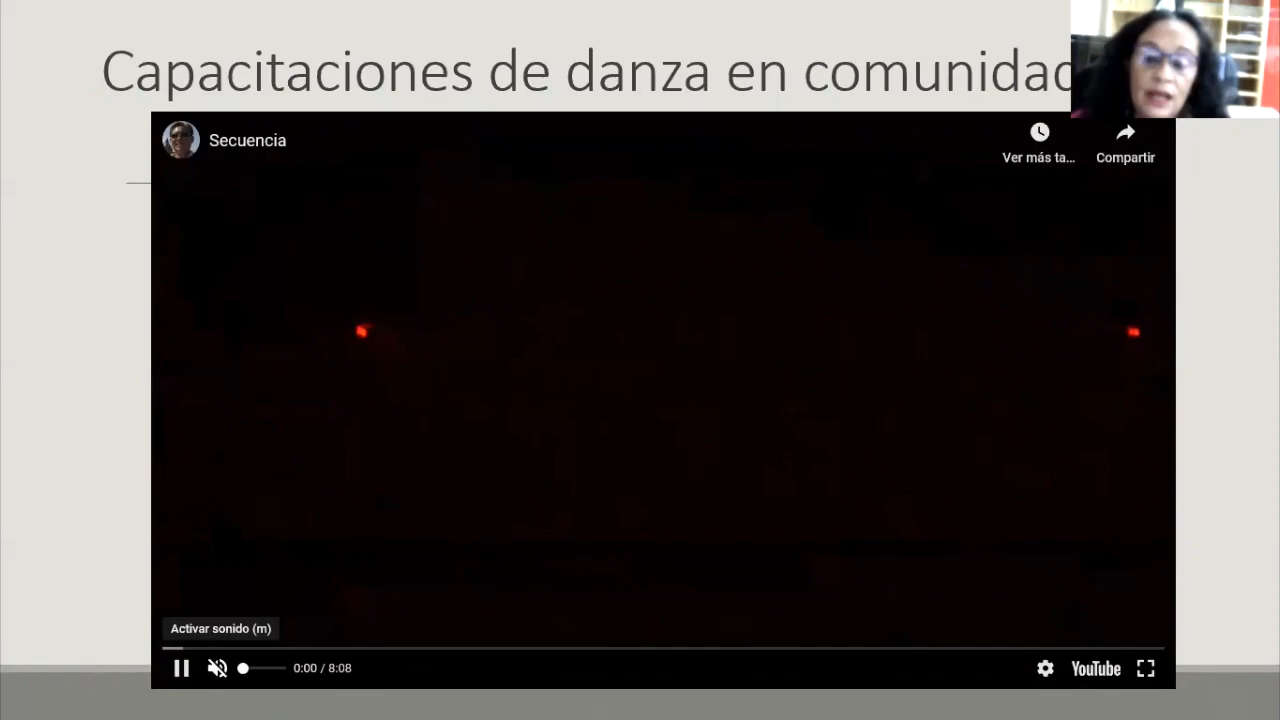 Capacitaciones de danza en comunidad
Secuencia
Ver más ta...
Compartir
Activar sonido (m)
0:00 / 8:08
YouTube